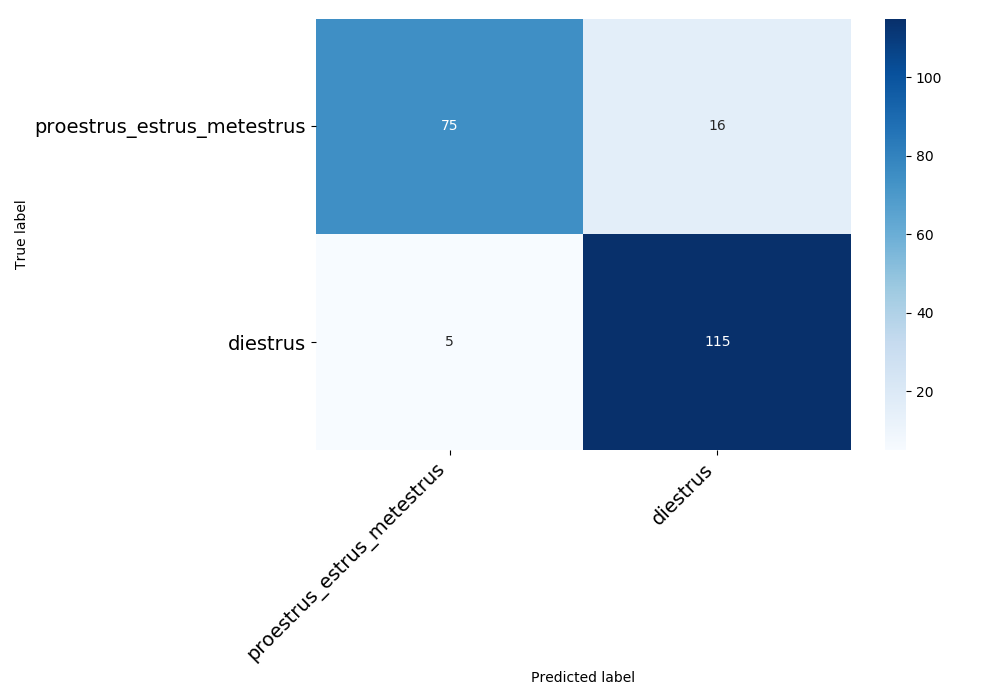 proestrus_estrus_metestrus
75
16
diestrus
5
115
True label
proestrus_estrus_metestrus
diestrus
Predicted label
100
80
60
40
20